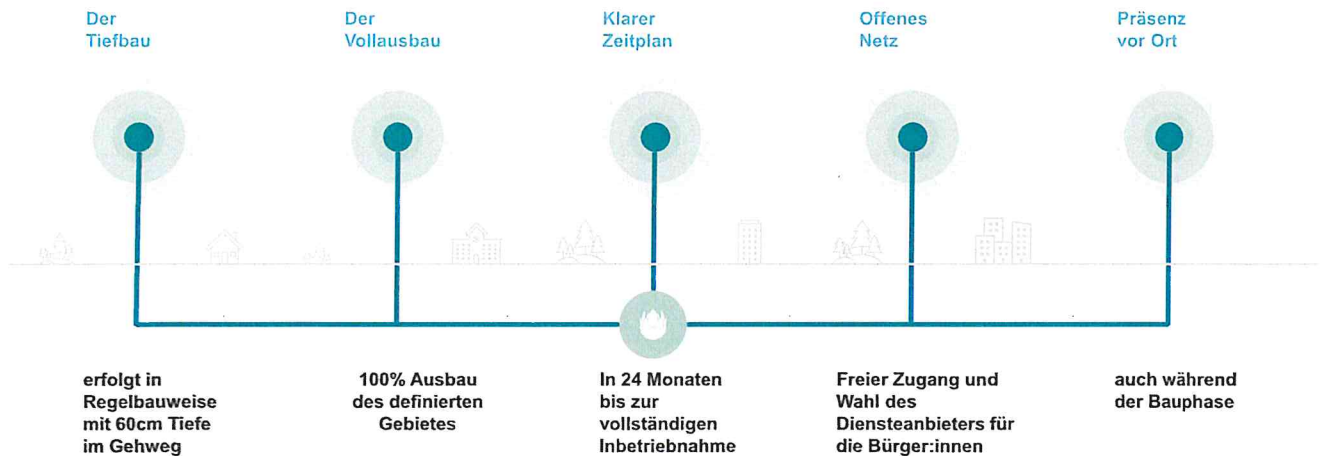 Der
Tiefbau
Der
Vollausbau
Klarer
Zeitplan
Offenes
Netz
Präsenz
vor Ort
erfolgt in
Regelbauweise
mit 60cm Tiefe
im Gehweg
100% Ausbau
des definierten
Gebietes
In 24 Monaten
bis zur
vollständigen
Inbetriebnahme
Freier Zugang und
Wahl des
Diensteanbieters für
die Bürger:innen
auch während
der Bauphase